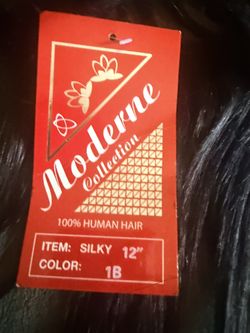 Moderne
Collection
100% HUMAN HAIR
ITEM: SILKY 12"
COLOR: 1B